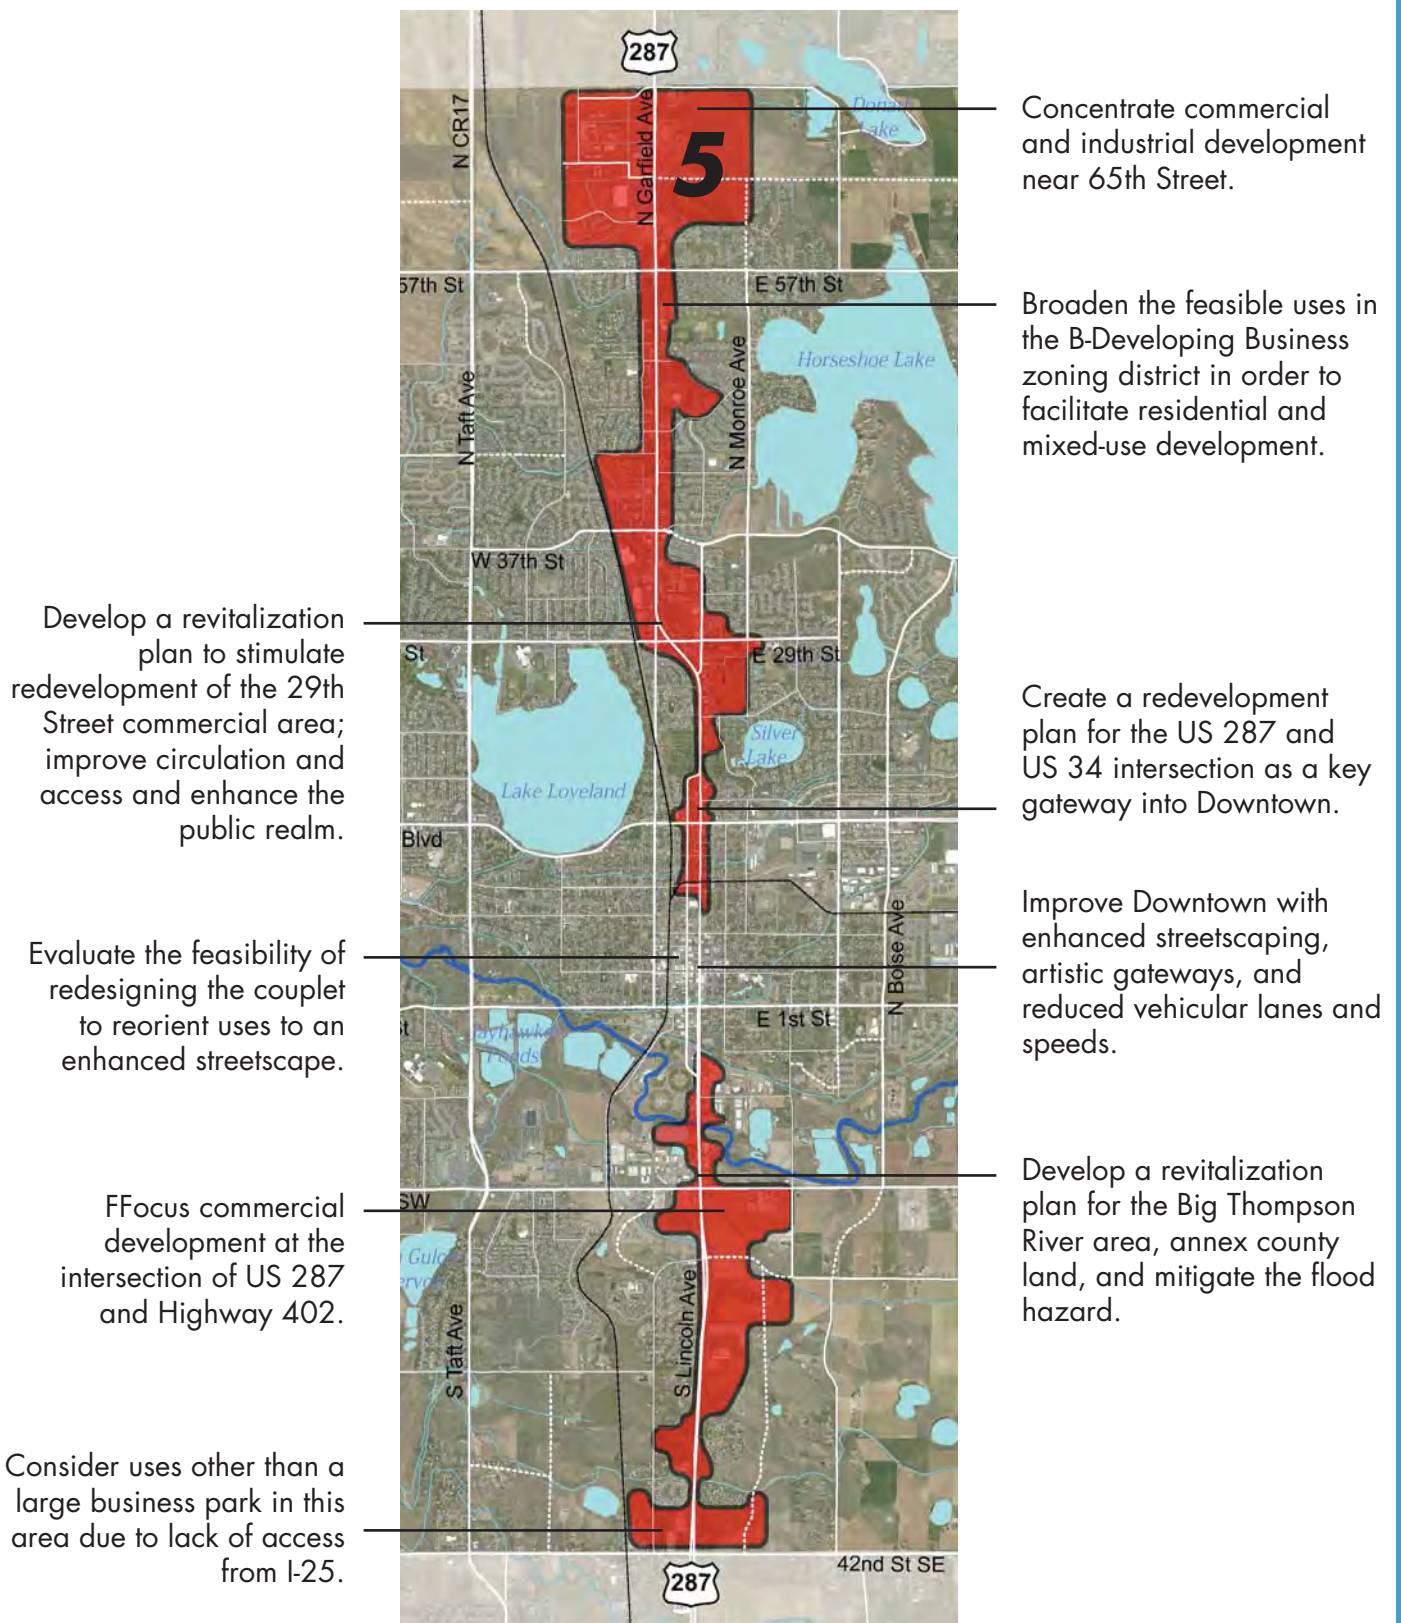 287
N CR17
N Garfield Ave
Donath
Lake
5
Concentrate commercial
and industrial development
near 65th Street.
57th St
E 57th St
Broaden the feasible uses in
the B-Developing Business
zoning district in order to
facilitate residential and
mixed-use development.
Horseshoe Lake
N Taft Ave
N Monroe Ave
W 37th St
Develop a revitalization
plan to stimulate
redevelopment of the 29th
Street commercial area;
improve circulation and
access and enhance the
public realm.
St
E 29th St
Create a redevelopment
plan for the US 287 and
US 34 intersection as a key
gateway into Downtown.
Silver
Lake
Lake Loveland
Blvd
Improve Downtown with
enhanced streetscaping,
artistic gateways, and
reduced vehicular lanes and
speeds.
N Boise Ave
Evaluate the feasibility of
redesigning the couplet
to reorient uses to an
enhanced streetscape.
E 1st St
St
ayhawke
Ponds
Develop a revitalization
plan for the Big Thompson
River area, annex county
land, and mitigate the flood
hazard.
SW
FFocus commercial
development at the
intersection of US 287
and Highway 402.
Gulc
ervo
S Taft Ave
S Lincoln Ave
Consider uses other than a
large business park in this
area due to lack of access
from I-25.
42nd St SE
287